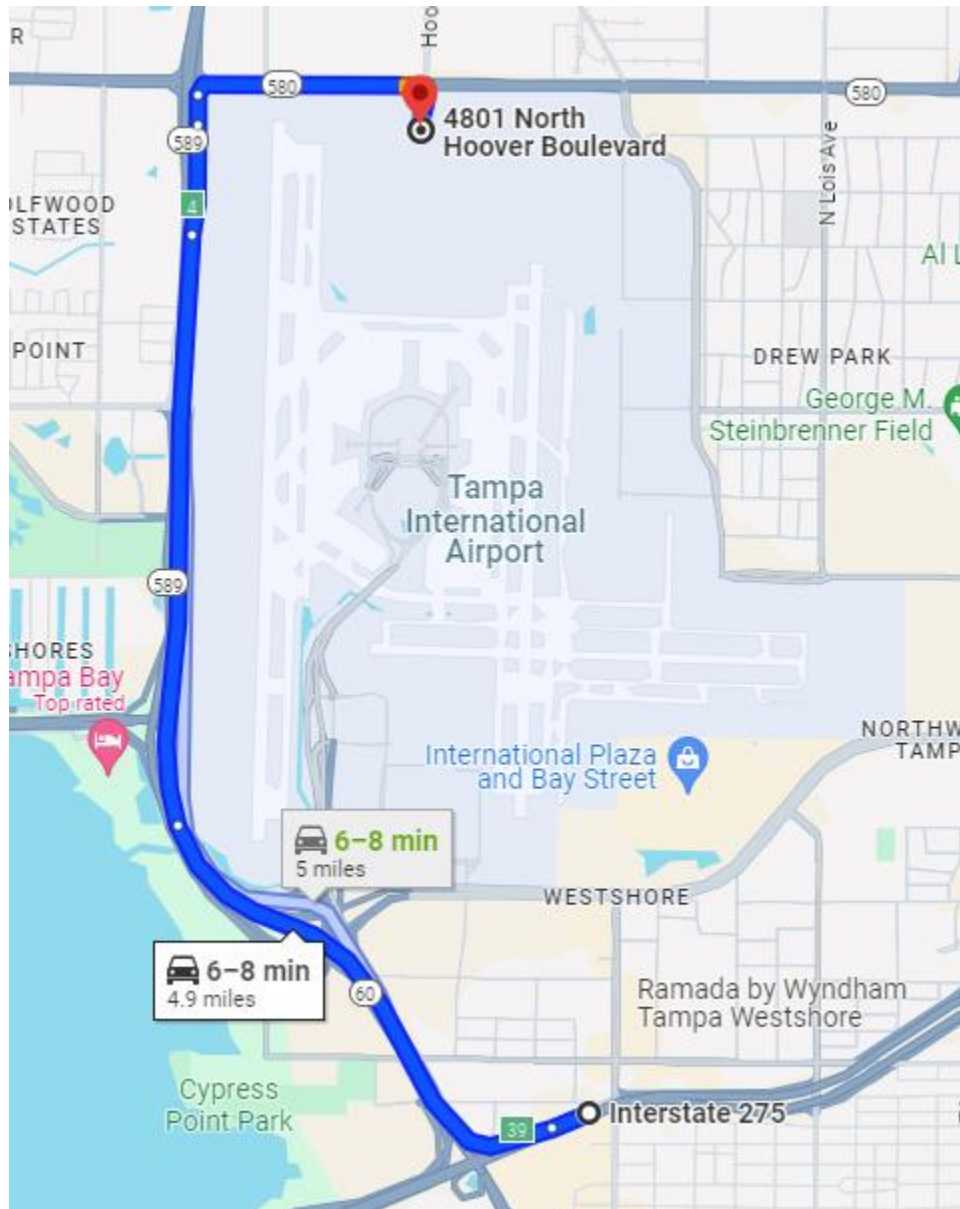 R
Hoo
580
580
4801 North
Hoover Boulevard
589
4
OLFWOOD
STATES
N Lois Ave
Al L
POINT
DREW PARK
George M.
Steinbrenner Field
Tampa
International
Airport
589
SHORES
ampa Bay
Top rated
NORTHW
TAMP
International Plaza
and Bay Street
6–8 min
5 miles
WESTSHORE
6–8 min
4.9 miles
60
Ramada by Wyndham
Tampa Westshore
Cypress
Point Park
39
Interstate 275